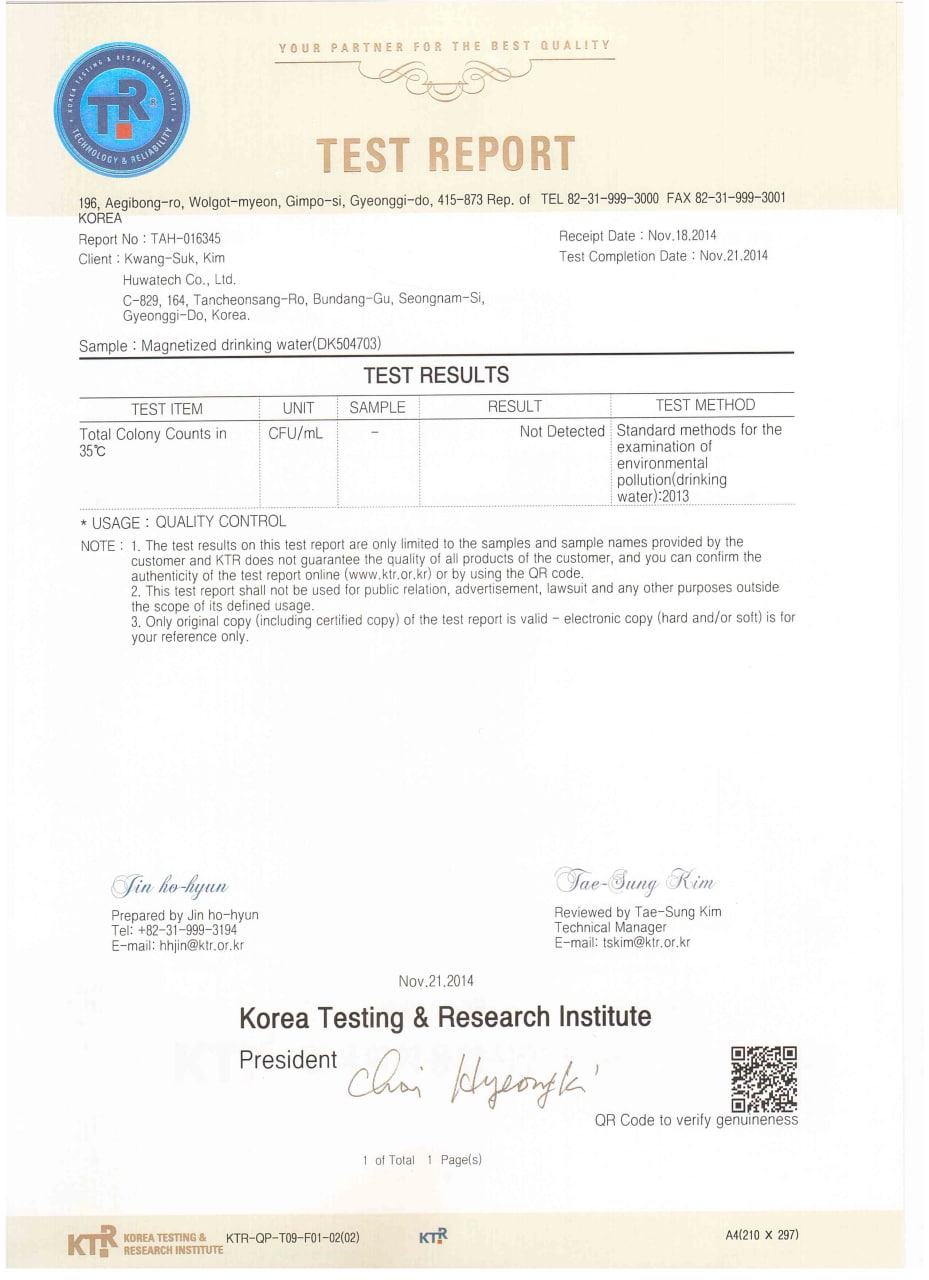 YOUR PARTNER FOR THE BEST QUALITY
KOREA TESTING & RESEARCH INSTITUTE
TR®
TECHNOLOGY & RELIABILITY
TEST REPORT
196, Aegibong-ro, Wolgot-myeon, Gimpo-si, Gyeonggi-do, 415-873 Rep. of TEL 82-31-999-3000 FAX 82-31-999-3001
KOREA
Report No : TAH-016345
Receipt Date : Nov.18.2014
Client : Kwang-Suk, Kim
Test Completion Date : Nov.21.2014
Huwatech Co., Ltd.
C-829, 164, Tancheonsang-Ro, Bundang-Gu, Seongnam-Si,
Gyeonggi-Do, Korea.
Sample : Magnetized drinking water(DK504703)
TEST RESULTS
TEST ITEM UNIT SAMPLE RESULT TEST METHOD
Total Colony Counts in CFU/mL - Not Detected Standard methods for the
35℃ examination of
environmental
pollution(drinking
water):2013
* USAGE : QUALITY CONTROL
NOTE : 1. The test results on this test report are only limited to the samples and sample names provided by the
customer and KTR does not guarantee the quality of all products of the customer, and you can confirm the
authenticity of the test report online (www.ktr.or.kr) or by using the QR code.
2. This test report shall not be used for public relation, advertisement, lawsuit and any other purposes outside
the scope of its defined usage.
3. Only original copy (including certified copy) of the test report is valid - electronic copy (hard and/or soft) is for
your reference only.
Jin ho-hyun
Prepared by Jin ho-hyun
Tel: +82-31-999-3194
E-mail: hhjin@ktr.or.kr
Tae-Sung Kim
Reviewed by Tae-Sung Kim
Technical Manager
E-mail: tskim@ktr.or.kr
Nov.21.2014
Korea Testing & Research Institute
President Choi Hyeongki
QR Code to verify genuineness
1 of Total 1 Page(s)
KTR KOREA TESTING &
RESEARCH INSTITUTE
KTR-QP-T09-F01-02(02)
KTR
A4(210 X 297)